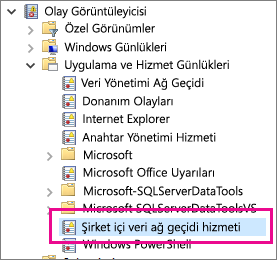 Olay Görüntüleyicisi
Özel Görünümler
Windows Günlükleri
Uygulama ve Hizmet Günlükleri
Veri Yönetimi Ağ Geçidi
Donanım Olayları
Internet Explorer
Anahtar Yönetimi Hizmeti
Microsoft
Microsoft Office Uyarıları
Microsoft-SQLServerDataTools
Microsoft-SQLServerDataToolsVS
Şirket içi veri ağ geçidi hizmeti
Windows PowerShell